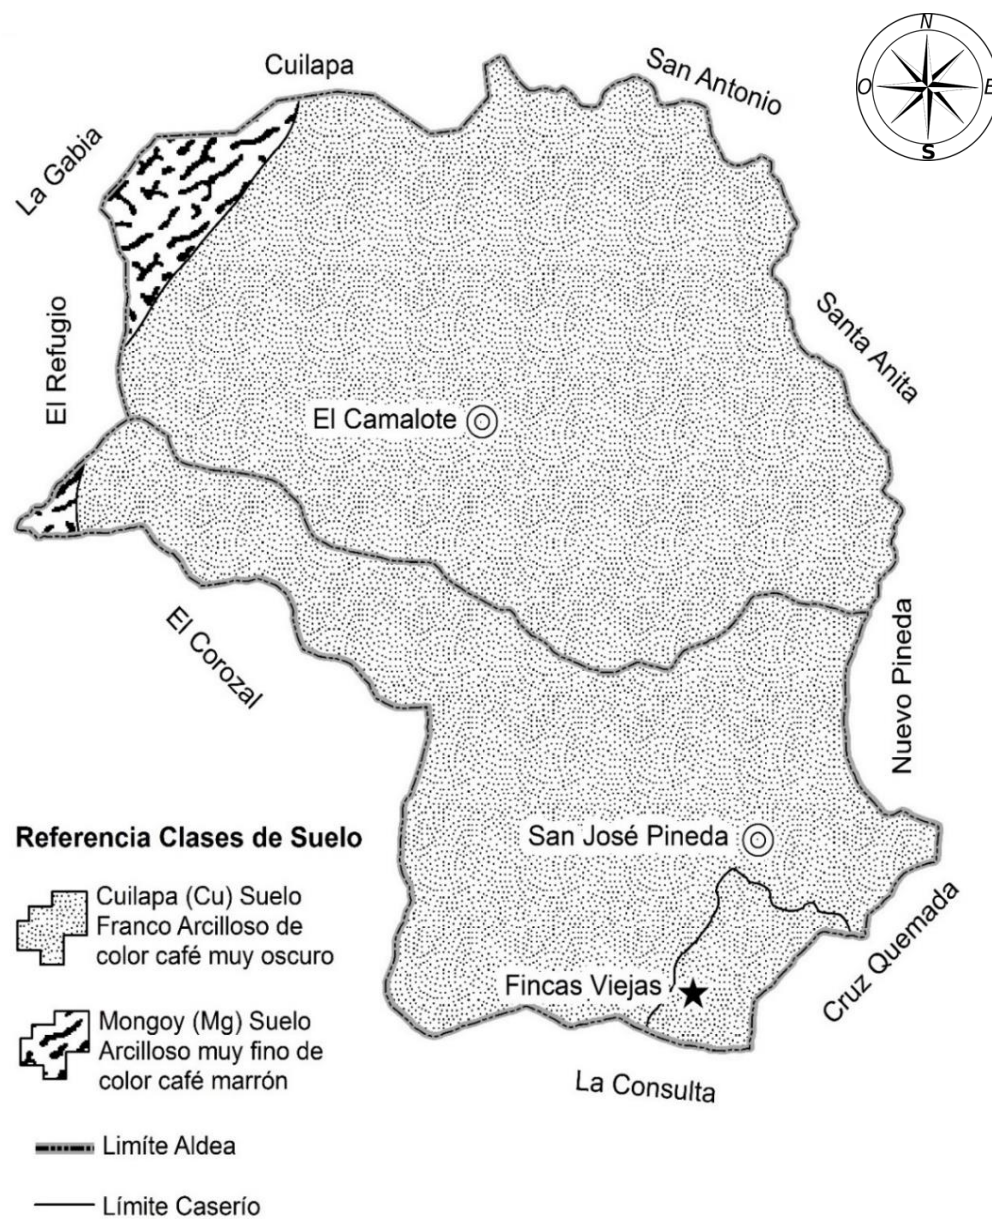 N
O
E
S
Cuilapa
San Antonio
La Gabia
Santa Anita
El Refugio
El Camalote
El Corozal
Nuevo Pineda
San José Pineda
Cruz Quemada
Fincas Viejas
La Consulta
Referencia Clases de Suelo
Cuilapa (Cu) Suelo
Franco Arcilloso de
color café muy oscuro
Mongoy (Mg) Suelo
Arcilloso muy fino de
color café marrón
Limíte Aldea
Límite Caserío